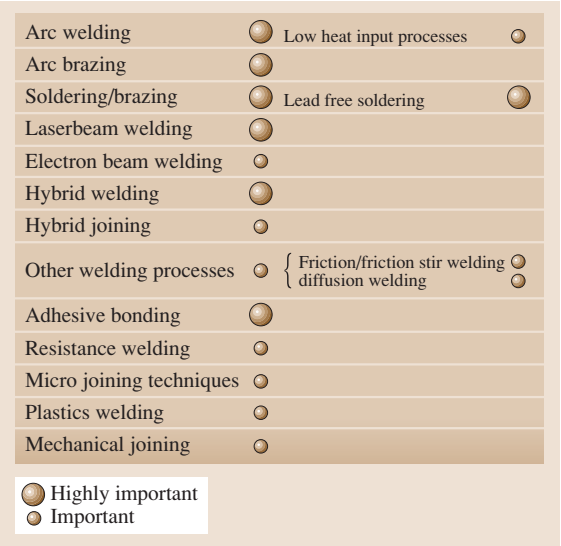 Arc welding Low heat input processes
Arc brazing
Soldering/brazing Lead free soldering
Laserbeam welding
Electron beam welding
Hybrid welding
Hybrid joining
Other welding processes { Friction/friction stir welding
diffusion welding
Adhesive bonding
Resistance welding
Micro joining techniques
Plastics welding
Mechanical joining
Highly important
Important